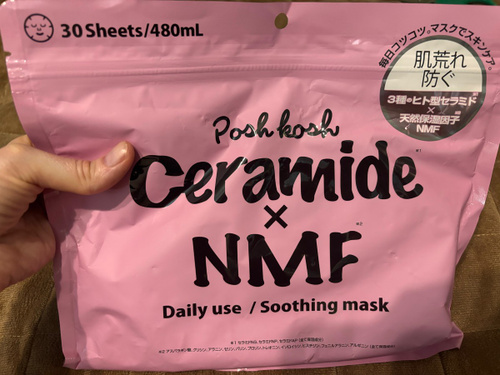 30 Sheets/480mL
毎日コツコツ。マスクでスキンケア。
肌荒れ
防ぐ
3種のヒト型セラミド
×
天然保湿因子
NMF
Posh kosh
Ceramide ※1
×
NMF ※2
Daily use / Soothing mask